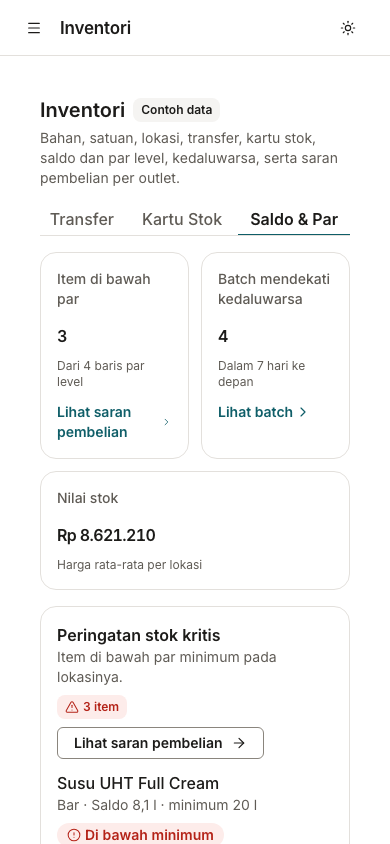 Inventori
Inventori
Contoh data
Bahan, satuan, lokasi, transfer, kartu stok,
saldo dan par level, kedaluwarsa, serta saran
pembelian per outlet.
Transfer
Kartu Stok
Saldo & Par
Item di bawah
par
3
Dari 4 baris par
level
Lihat saran
pembelian
Batch mendekati
kedaluwarsa
4
Dalam 7 hari ke
depan
Lihat batch
Nilai stok
Rp 8.621.210
Harga rata-rata per lokasi
Peringatan stok kritis
Item di bawah par minimum pada
lokasinya.
3 item
Lihat saran pembelian
Susu UHT Full Cream
Bar · Saldo 8,1 l · minimum 20 l
Di bawah minimum